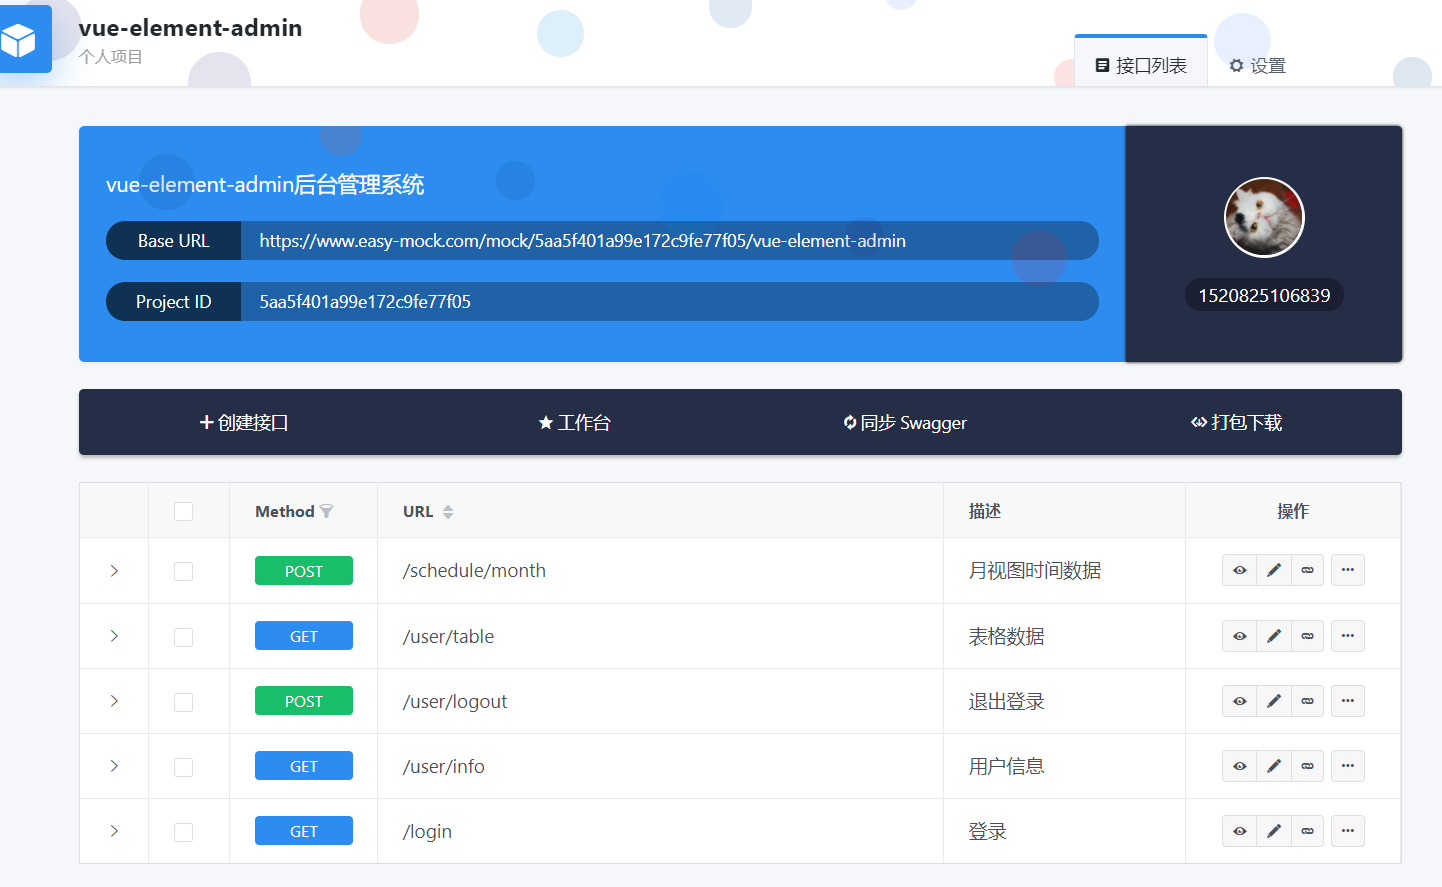 vue-element-admin
个人项目
接口列表
设置
vue-element-admin后台管理系统
Base URL
https://www.easy-mock.com/mock/5aa5f401a99e172c9fe77f05/vue-element-admin
Project ID
5aa5f401a99e172c9fe77f05
1520825106839
创建接口
工作台
同步 Swagger
打包下载
Method
URL
描述
操作
POST
/schedule/month
月视图时间数据
GET
/user/table
表格数据
POST
/user/logout
退出登录
GET
/user/info
用户信息
GET
/login
登录